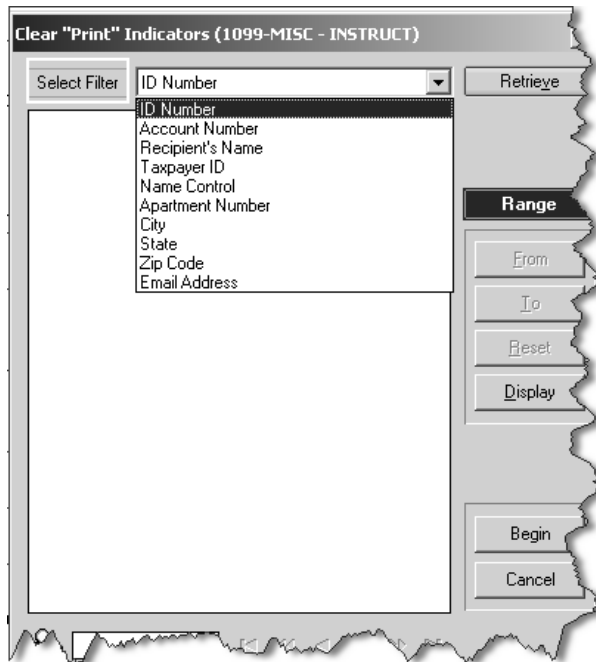 Clear "Print" Indicators (1099-MISC - INSTRUCT)
Select Filter ID Number Retrieve
ID Number
Account Number
Recipient's Name
Taxpayer ID
Name Control
Apartment Number
City
State
Zip Code
Email Address
Range
From
To
Reset
Display
Begin
Cancel